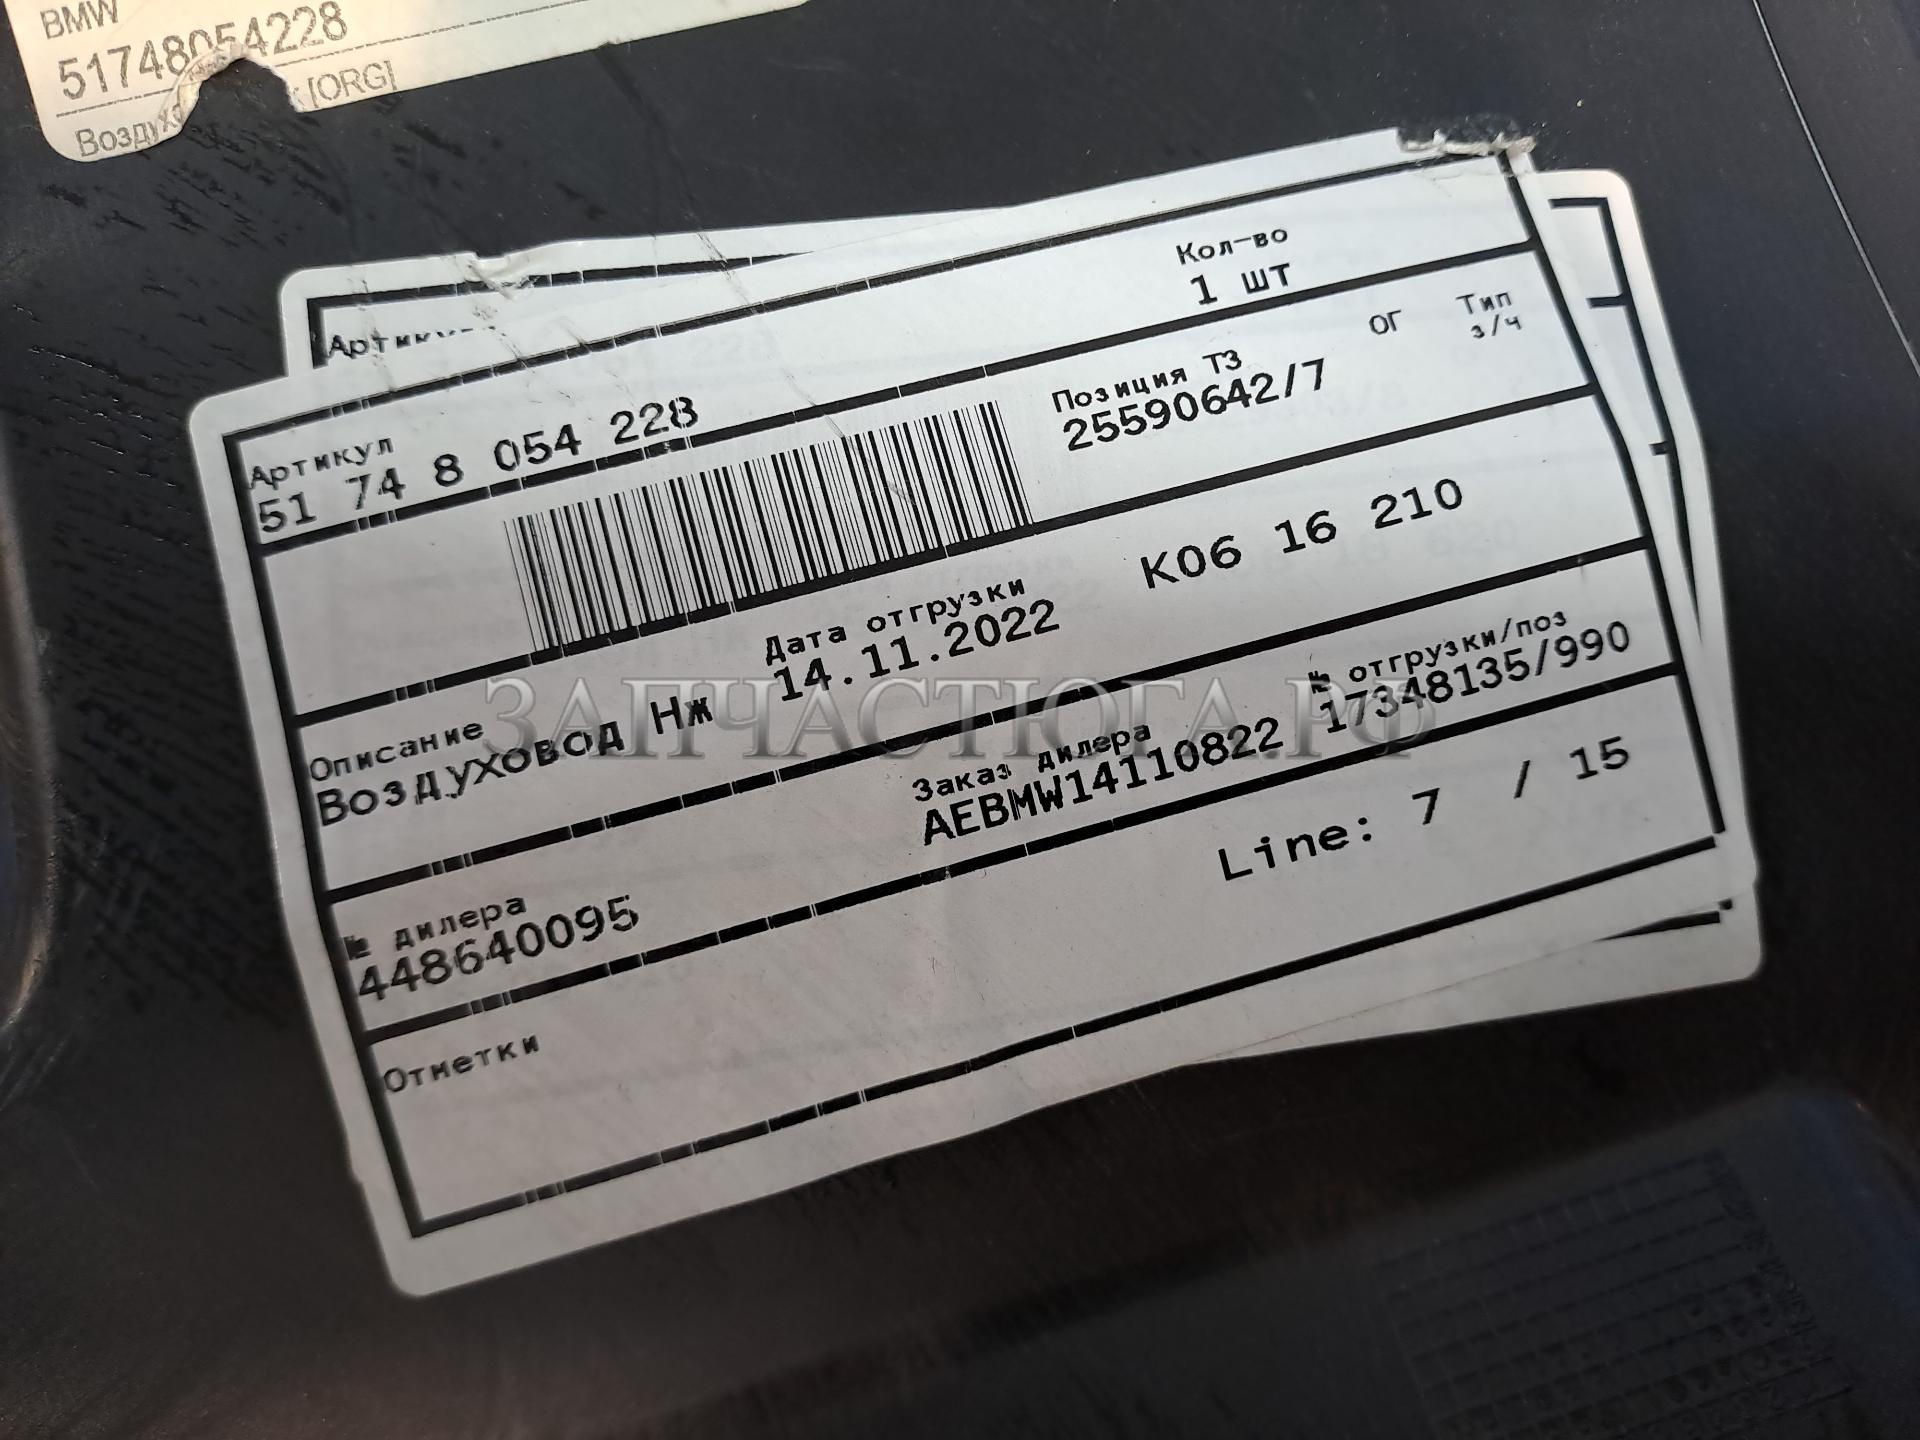 BMW
51748054228
[ORG]
Артикул
51 74 8 054 228
Кол-во
1 шт
Позиция ТЗ
25590642/7
ОГ
Тип
з/ч
Описание
Воздуховод Нж
Дата отгрузки
14.11.2022
K06 16 210
№ дилера
448640095
Заказ дилера
AEBMW14110822
№ отгрузки/поз
17348135/990
Отметки
Line: 7 / 15
ЗАПЧАСТЮГА.РФ